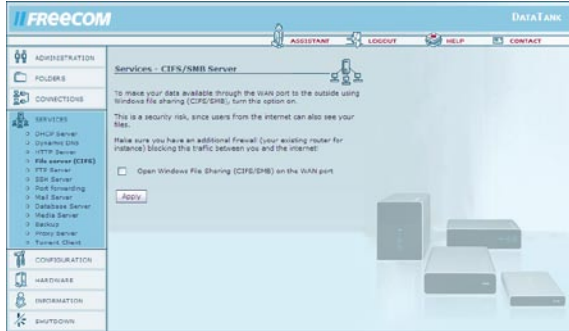 FREECOM
DATATANK
ASSISTANT
LOGOUT
HELP
CONTACT
ADMINISTRATION
FOLDERS
CONNECTIONS
SERVICES
DHCP Server
Dynamic DNS
HTTP Server
File server (CIFS)
FTP Server
SSH Server
Port forwarding
Mail Server
Database Server
Media Server
Backup
Proxy Server
Torrent Client
CONFIGURATION
HARDWARE
INFORMATION
SHUTDOWN
Services - CIFS/SMB Server
To make your data available through the WAN port to the outside using
Windows file sharing (CIFS/SMB), turn this option on.
This is a security risk, since users from the internet can also see your
files.
Make sure you have an additional firewall (your existing router for
instance) blocking this traffic between you and the internet!
Open Windows File Sharing (CIFS/SMB) on the WAN port
Apply